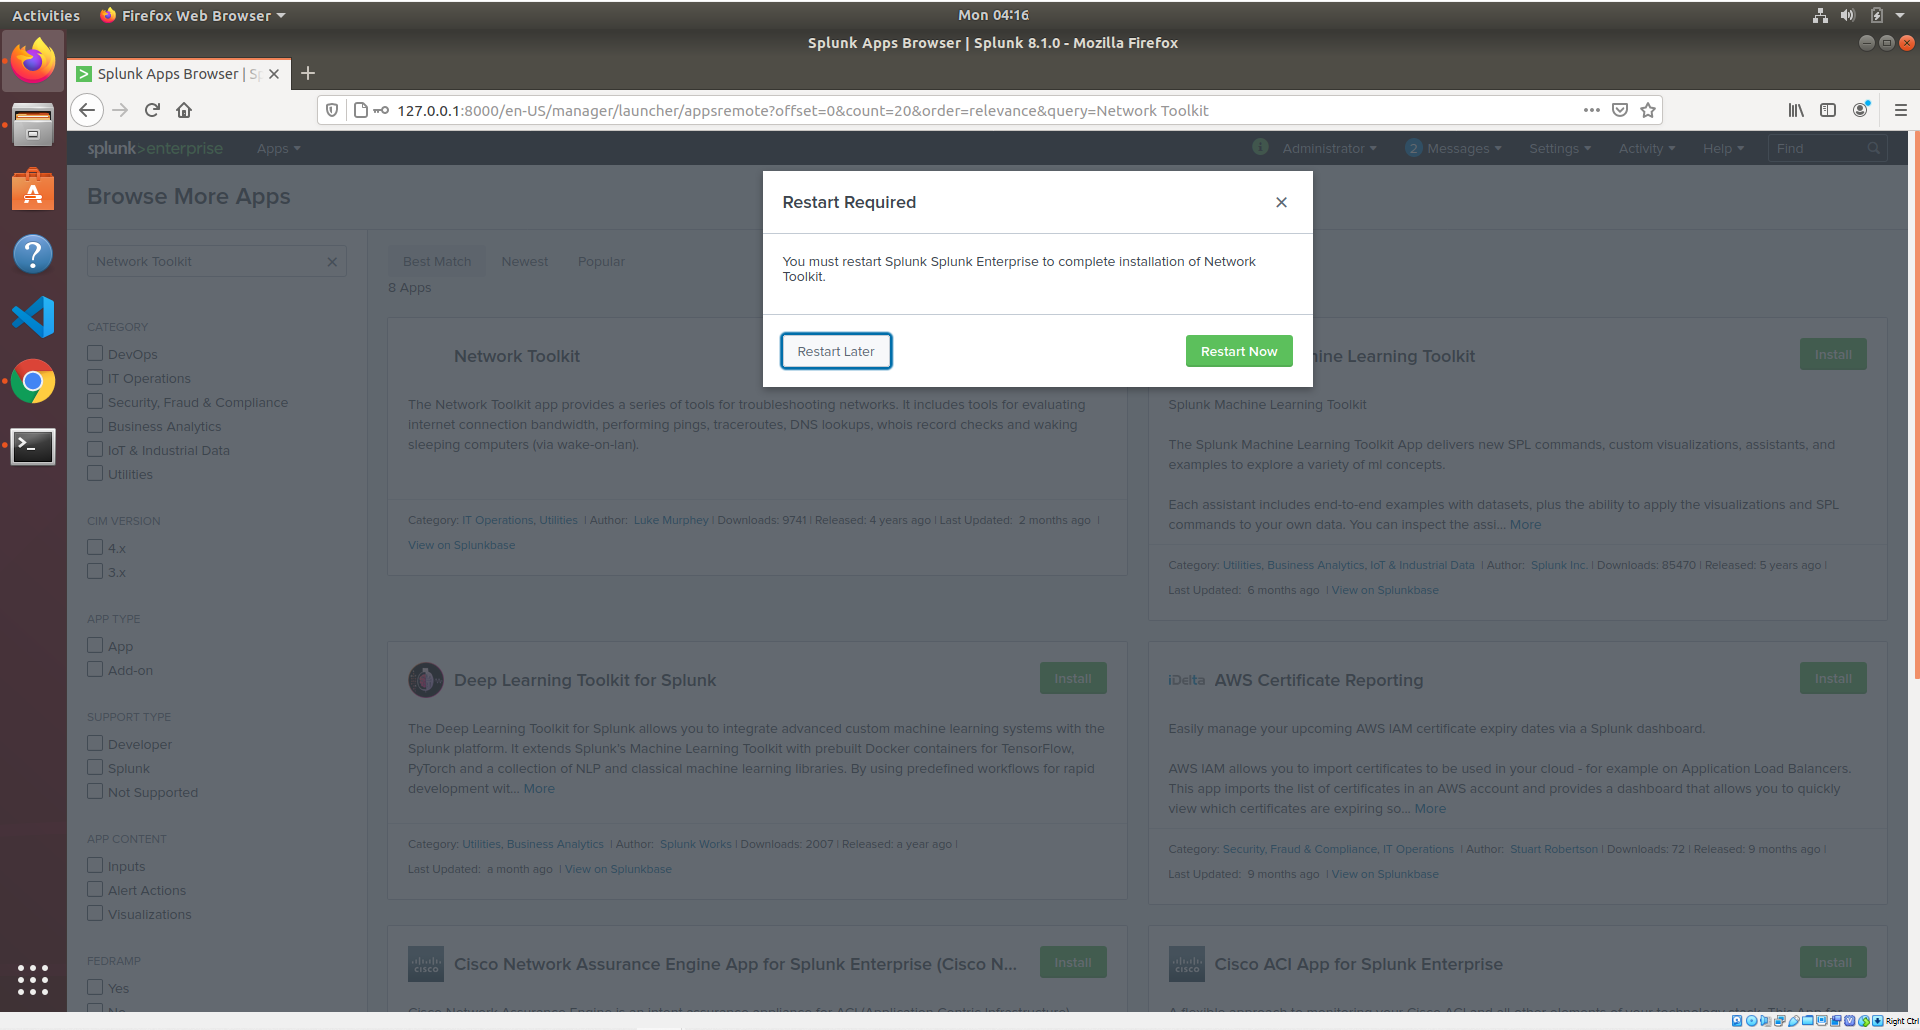 Activities Firefox Web Browser Mon 04:16
Splunk Apps Browser | Splunk 8.1.0 - Mozilla Firefox
Splunk Apps Browser | Sp
127.0.0.1:8000/en-US/manager/launcher/appsremote?offset=0&count=20&order=relevance&query=Network Toolkit
splunk>enterprise Apps i Administrator 2 Messages Settings Activity Help Find
Browse More Apps
Restart Required
You must restart Splunk Splunk Enterprise to complete installation of Network
Toolkit.
Restart Later Restart Now
Network Toolkit
CATEGORY
DevOps
IT Operations
Security, Fraud & Compliance
Business Analytics
IoT & Industrial Data
Utilities
CIM VERSION
4.x
3.x
APP TYPE
App
Add-on
SUPPORT TYPE
Developer
Splunk
Not Supported
APP CONTENT
Inputs
Alert Actions
Visualizations
FEDRAMP
Yes
No
Best Match Newest Popular
8 Apps
Network Toolkit
The Network Toolkit app provides a series of tools for troubleshooting networks. It includes tools for evaluating
internet connection bandwidth, performing pings, traceroutes, DNS lookups, whois record checks and waking
sleeping computers (via wake-on-lan).
Category: IT Operations, Utilities | Author: Luke Murphey | Downloads: 9741 | Released: 4 years ago | Last Updated: 2 months ago |
View on Splunkbase
ine Learning Toolkit Install
Splunk Machine Learning Toolkit
The Splunk Machine Learning Toolkit App delivers new SPL commands, custom visualizations, assistants, and
examples to explore a variety of ml concepts.
Each assistant includes end-to-end examples with datasets, plus the ability to apply the visualizations and SPL
commands to your own data. You can inspect the assi... More
Category: Utilities, Business Analytics, IoT & Industrial Data | Author: Splunk Inc. | Downloads: 85470 | Released: 5 years ago |
Last Updated: 6 months ago | View on Splunkbase
Deep Learning Toolkit for Splunk Install
The Deep Learning Toolkit for Splunk allows you to integrate advanced custom machine learning systems with the
Splunk platform. It extends Splunk's Machine Learning Toolkit with prebuilt Docker containers for TensorFlow,
PyTorch and a collection of NLP and classical machine learning libraries. By using predefined workflows for rapid
development wit... More
Category: Utilities, Business Analytics | Author: Splunk Works | Downloads: 2007 | Released: a year ago |
Last Updated: a month ago | View on Splunkbase
iDelta AWS Certificate Reporting Install
Easily manage your upcoming AWS IAM certificate expiry dates via a Splunk dashboard.
AWS IAM allows you to import certificates to be used in your cloud - for example on Application Load Balancers.
This app imports the list of certificates in an AWS account and provides a dashboard that allows you to quickly
view which certificates are expiring so... More
Category: Security, Fraud & Compliance, IT Operations | Author: Stuart Robertson | Downloads: 72 | Released: 9 months ago |
Last Updated: 9 months ago | View on Splunkbase
cisco Cisco Network Assurance Engine App for Splunk Enterprise (Cisco N... Install
cisco Cisco ACI App for Splunk Enterprise Install
Right Ctrl